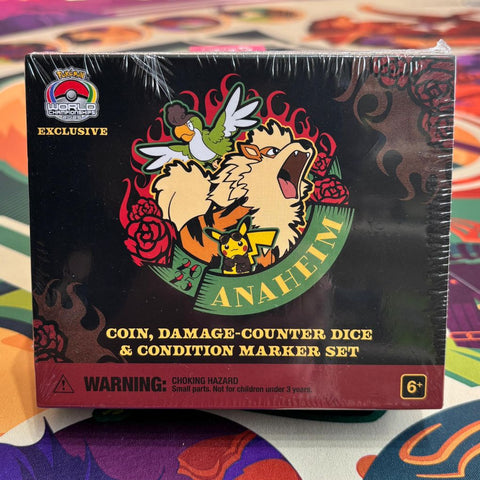 Pokémon
WORLD
CHAMPIONSHIPS
EXCLUSIVE
2025
ANAHEIM
COIN, DAMAGE-COUNTER DICE
& CONDITION MARKER SET
WARNING: CHOKING HAZARD
Small parts. Not for children under 3 years.
6+